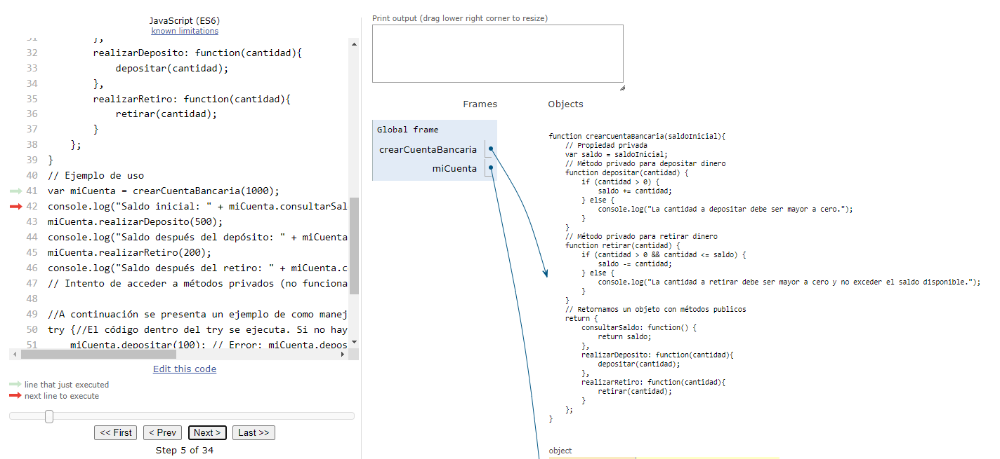 JavaScript (ES6)
known limitations
31 },
32 realizarDeposito: function(cantidad){
33 depositar(cantidad);
34 },
35 realizarRetiro: function(cantidad){
36 retirar(cantidad);
37 }
38 };
39 }
40 // Ejemplo de uso
41 var miCuenta = crearCuentaBancaria(1000);
42 console.log("Saldo inicial: " + miCuenta.consultarSal
43 miCuenta.realizarDeposito(500);
44 console.log("Saldo después del depósito: " + miCuenta
45 miCuenta.realizarRetiro(200);
46 console.log("Saldo después del retiro: " + miCuenta.c
47 // Intento de acceder a métodos privados (no funciona
48
49 //A continuación se presenta un ejemplo de como manej
50 try {//El código dentro del try se ejecuta. Si no hay
51 miCuenta.depositar(100); // Error: miCuenta.depos
Edit this code
line that just executed
next line to execute
<< First
< Prev
Next >
Last >>
Step 5 of 34
Print output (drag lower right corner to resize)
Frames
Objects
Global frame
crearCuentaBancaria
miCuenta
function crearCuentaBancaria(saldoInicial){
// Propiedad privada
var saldo = saldoInicial;
// Método privado para depositar dinero
function depositar(cantidad) {
if (cantidad > 0) {
saldo += cantidad;
} else {
console.log("La cantidad a depositar debe ser mayor a cero.");
}
}
// Método privado para retirar dinero
function retirar(cantidad) {
if (cantidad > 0 && cantidad <= saldo) {
saldo -= cantidad;
} else {
console.log("La cantidad a retirar debe ser mayor a cero y no exceder el saldo disponible.");
}
}
// Retornamos un objeto con métodos publicos
return {
consultarSaldo: function() {
return saldo;
},
realizarDeposito: function(cantidad){
depositar(cantidad);
},
realizarRetiro: function(cantidad){
retirar(cantidad);
}
};
}
object